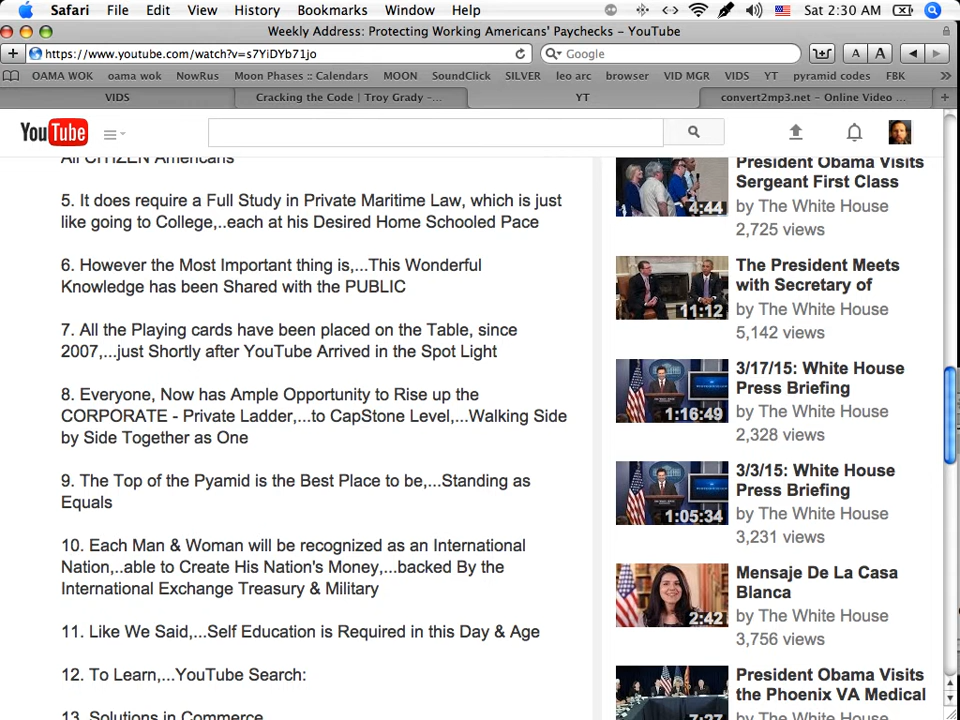 Safari File Edit View History Bookmarks Window Help Sat 2:30 AM
Weekly Address: Protecting Working Americans' Paychecks – YouTube
+ https://www.youtube.com/watch?v=s7YiDYb71jo Google A A
OAMA WOK oama wok NowRus Moon Phases :: Calendars MOON SoundClick SILVER leo arc browser VID MGR VIDS YT pyramid codes FBK »
VIDS Cracking the Code | Troy Grady –... YT convert2mp3.net – Online Video ... +
YouTube
All CITIZEN Americans
5. It does require a Full Study in Private Maritime Law, which is just
like going to College,..each at his Desired Home Schooled Pace
6. However the Most Important thing is,...This Wonderful
Knowledge has been Shared with the PUBLIC
7. All the Playing cards have been placed on the Table, since
2007,...just Shortly after YouTube Arrived in the Spot Light
8. Everyone, Now has Ample Opportunity to Rise up the
CORPORATE - Private Ladder,...to CapStone Level,...Walking Side
by Side Together as One
9. The Top of the Pyamid is the Best Place to be,...Standing as
Equals
10. Each Man & Woman will be recognized as an International
Nation,..able to Create His Nation's Money,...backed By the
International Exchange Treasury & Military
11. Like We Said,...Self Education is Required in this Day & Age
12. To Learn,...YouTube Search:
13. Solutions in Commerce
President Obama Visits
Sergeant First Class
by The White House
2,725 views
4:44
The President Meets
with Secretary of
by The White House
5,142 views
11:12
3/17/15: White House
Press Briefing
by The White House
2,328 views
1:16:49
3/3/15: White House
Press Briefing
by The White House
3,231 views
1:05:34
Mensaje De La Casa
Blanca
by The White House
3,756 views
2:42
President Obama Visits
the Phoenix VA Medical
7:27